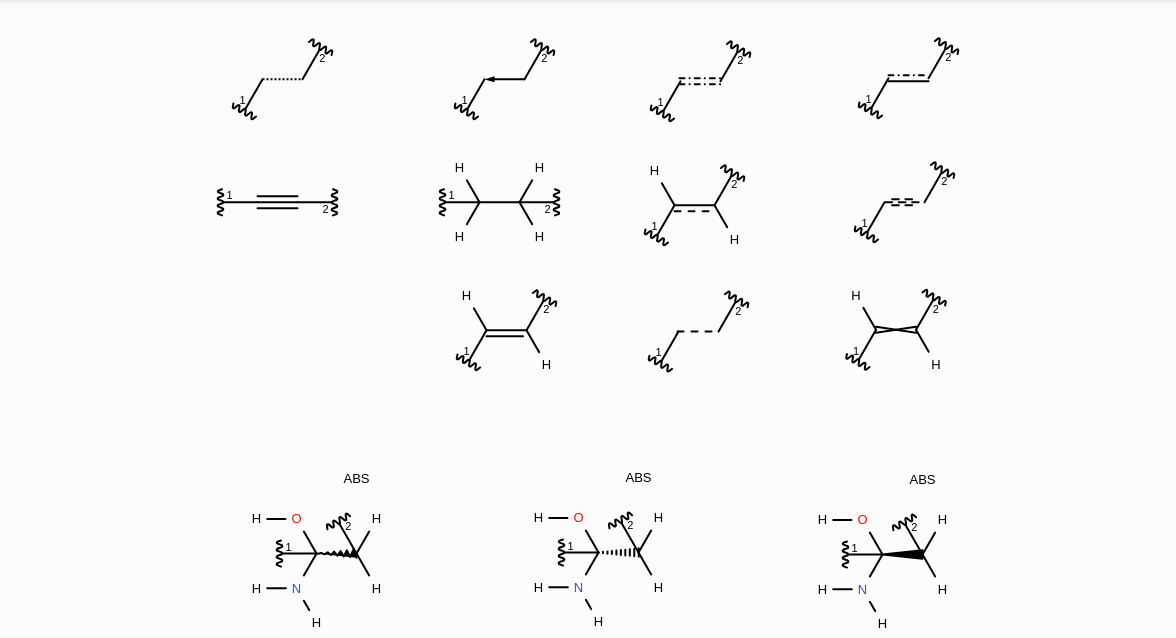 2 2 2 2
1 1 1 1
H H H 2 2
1 2 1 2 1 1
H H H
H 2 2 H 2
1 1 1
H H
ABS ABS ABS
H O 2 H H O 2 H H O 2 H
1 1 1
H N H H N H H N H
H H H